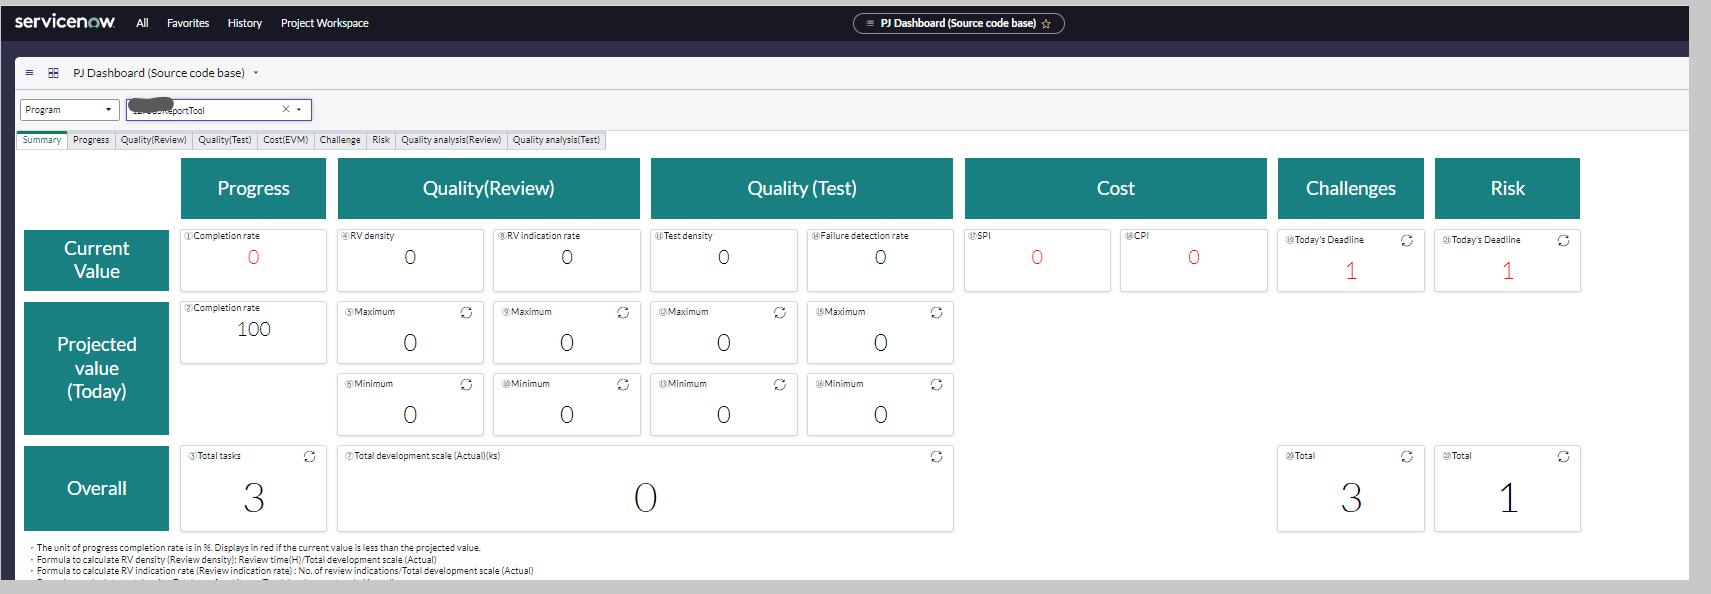 servicenow
All
Favorites
History
Project Workspace
PJ Dashboard (Source code base)
PJ Dashboard (Source code base)
Program
Summary
Progress
Quality(Review)
Quality(Test)
Cost(EVM)
Challenge
Risk
Quality analysis(Review)
Quality analysis(Test)
Progress
Quality(Review)
Quality (Test)
Cost
Challenges
Risk
Current
Value
①Completion rate
0
④RV density
0
⑧RV indication rate
0
⑪Test density
0
⑭Failure detection rate
0
⑰SPI
0
⑱CPI
0
⑲Today's Deadline
1
㉑Today's Deadline
1
Projected
value
(Today)
②Completion rate
100
⑤Maximum
0
⑨Maximum
0
⑫Maximum
0
⑮Maximum
0
⑥Minimum
0
⑩Minimum
0
⑬Minimum
0
⑯Minimum
0
Overall
③Total tasks
3
⑦Total development scale (Actual)(ks)
0
⑳Total
3
㉒Total
1
・The unit of progress completion rate is in %. Displays in red if the current value is less than the projected value.
・Formula to calculate RV density (Review density): Review time(H)/Total development scale (Actual)
・Formula to calculate RV indication rate (Review indication rate) : No. of review indications/Total development scale (Actual)